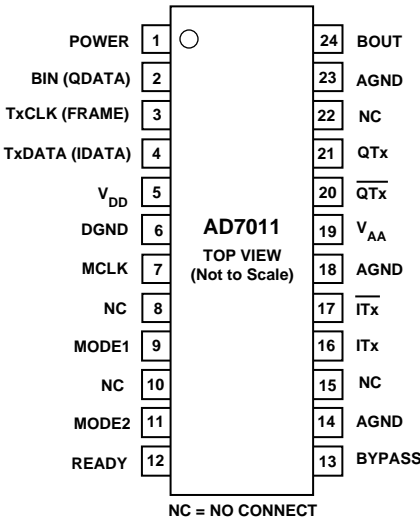 POWER 1 24 BOUT
BIN (QDATA) 2 23 AGND
TxCLK (FRAME) 3 22 NC
TxDATA (IDATA) 4 21 QTx
VDD 5 20 QTx
DGND 6 AD7011 19 VAA
MCLK 7 TOP VIEW (Not to Scale) 18 AGND
NC 8 17 ITx
MODE1 9 16 ITx
NC 10 15 NC
MODE2 11 14 AGND
READY 12 13 BYPASS
NC = NO CONNECT